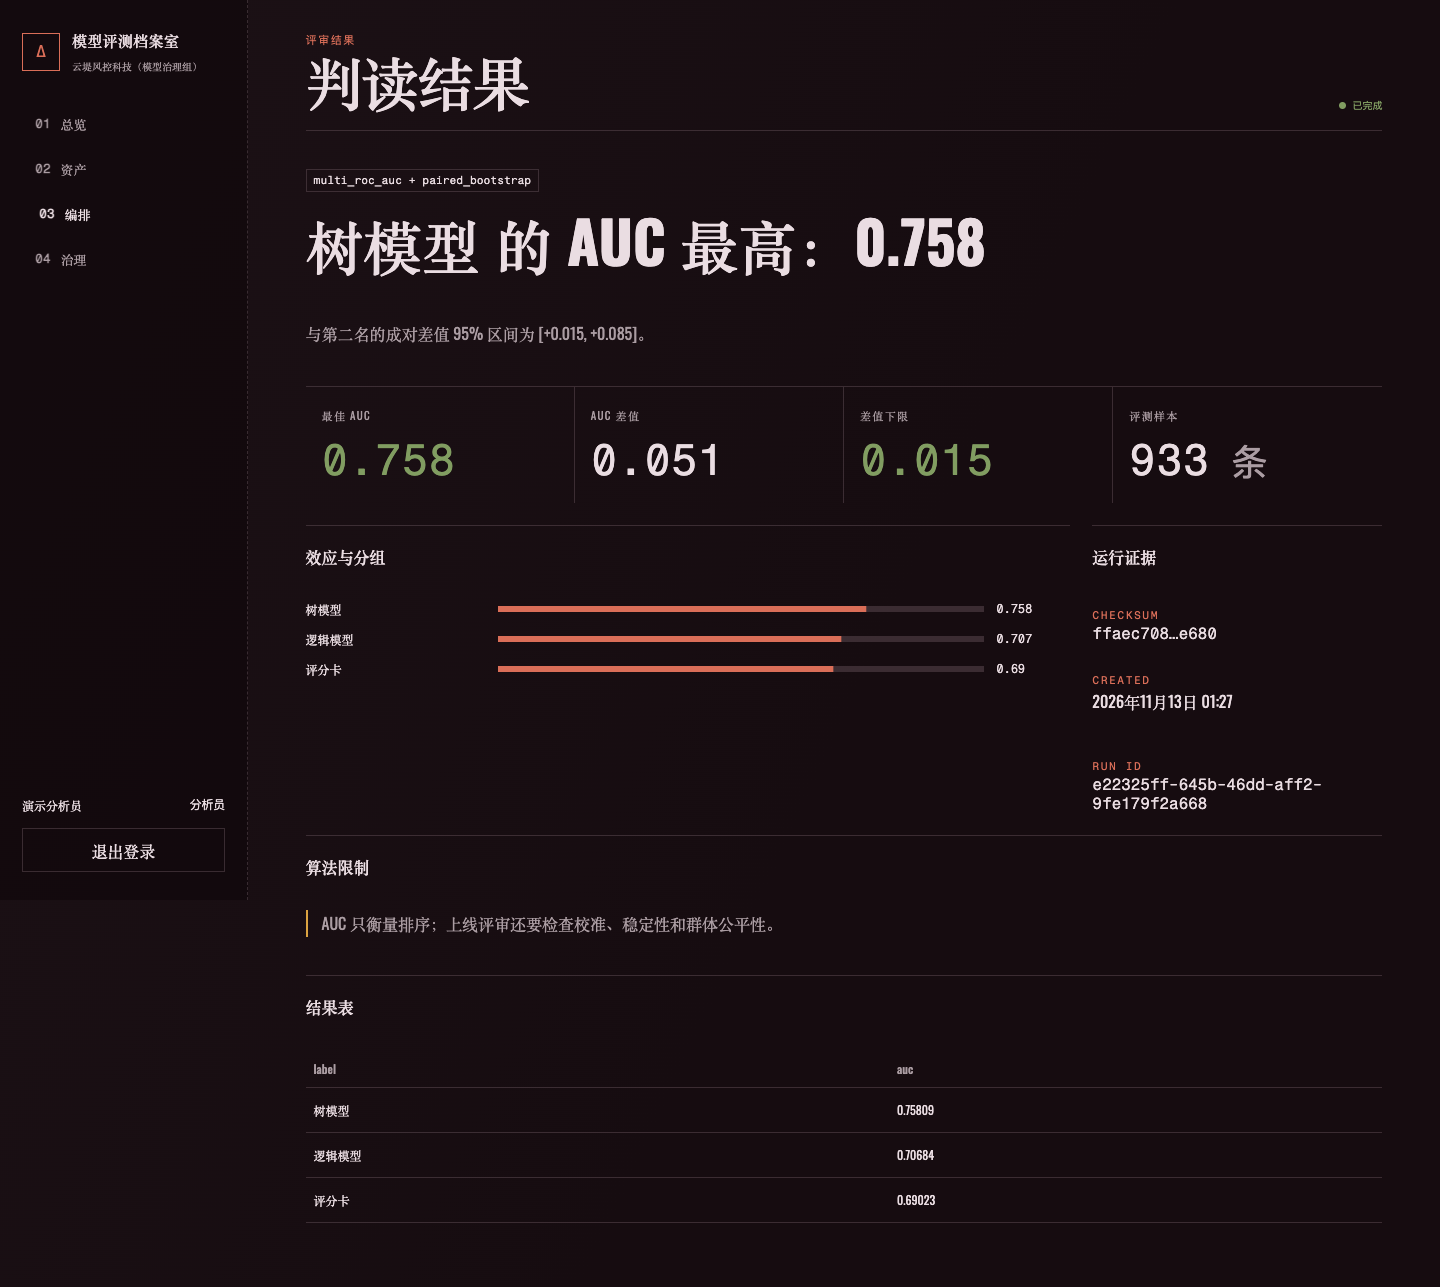 Δ
模型评测档案室
云堤风控科技（模型治理组）
01 总览
02 资产
03 编排
04 治理
演示分析员 分析员
退出登录
评审结果
判读结果
已完成
multi_roc_auc + paired_bootstrap
树模型 的 AUC 最高： 0.758
与第二名的成对差值 95% 区间为 [+0.015, +0.085]。
最佳 AUC
0.758
AUC 差值
0.051
差值下限
0.015
评测样本
933 条
效应与分组
树模型 0.758
逻辑模型 0.707
评分卡 0.69
运行证据
CHECKSUM
ffaec708…e680
CREATED
2026年11月13日 01:27
RUN ID
e22325ff-645b-46dd-aff2-
9fe179f2a668
算法限制
AUC 只衡量排序；上线评审还要检查校准、稳定性和群体公平性。
结果表
label auc
树模型 0.75809
逻辑模型 0.70684
评分卡 0.69023